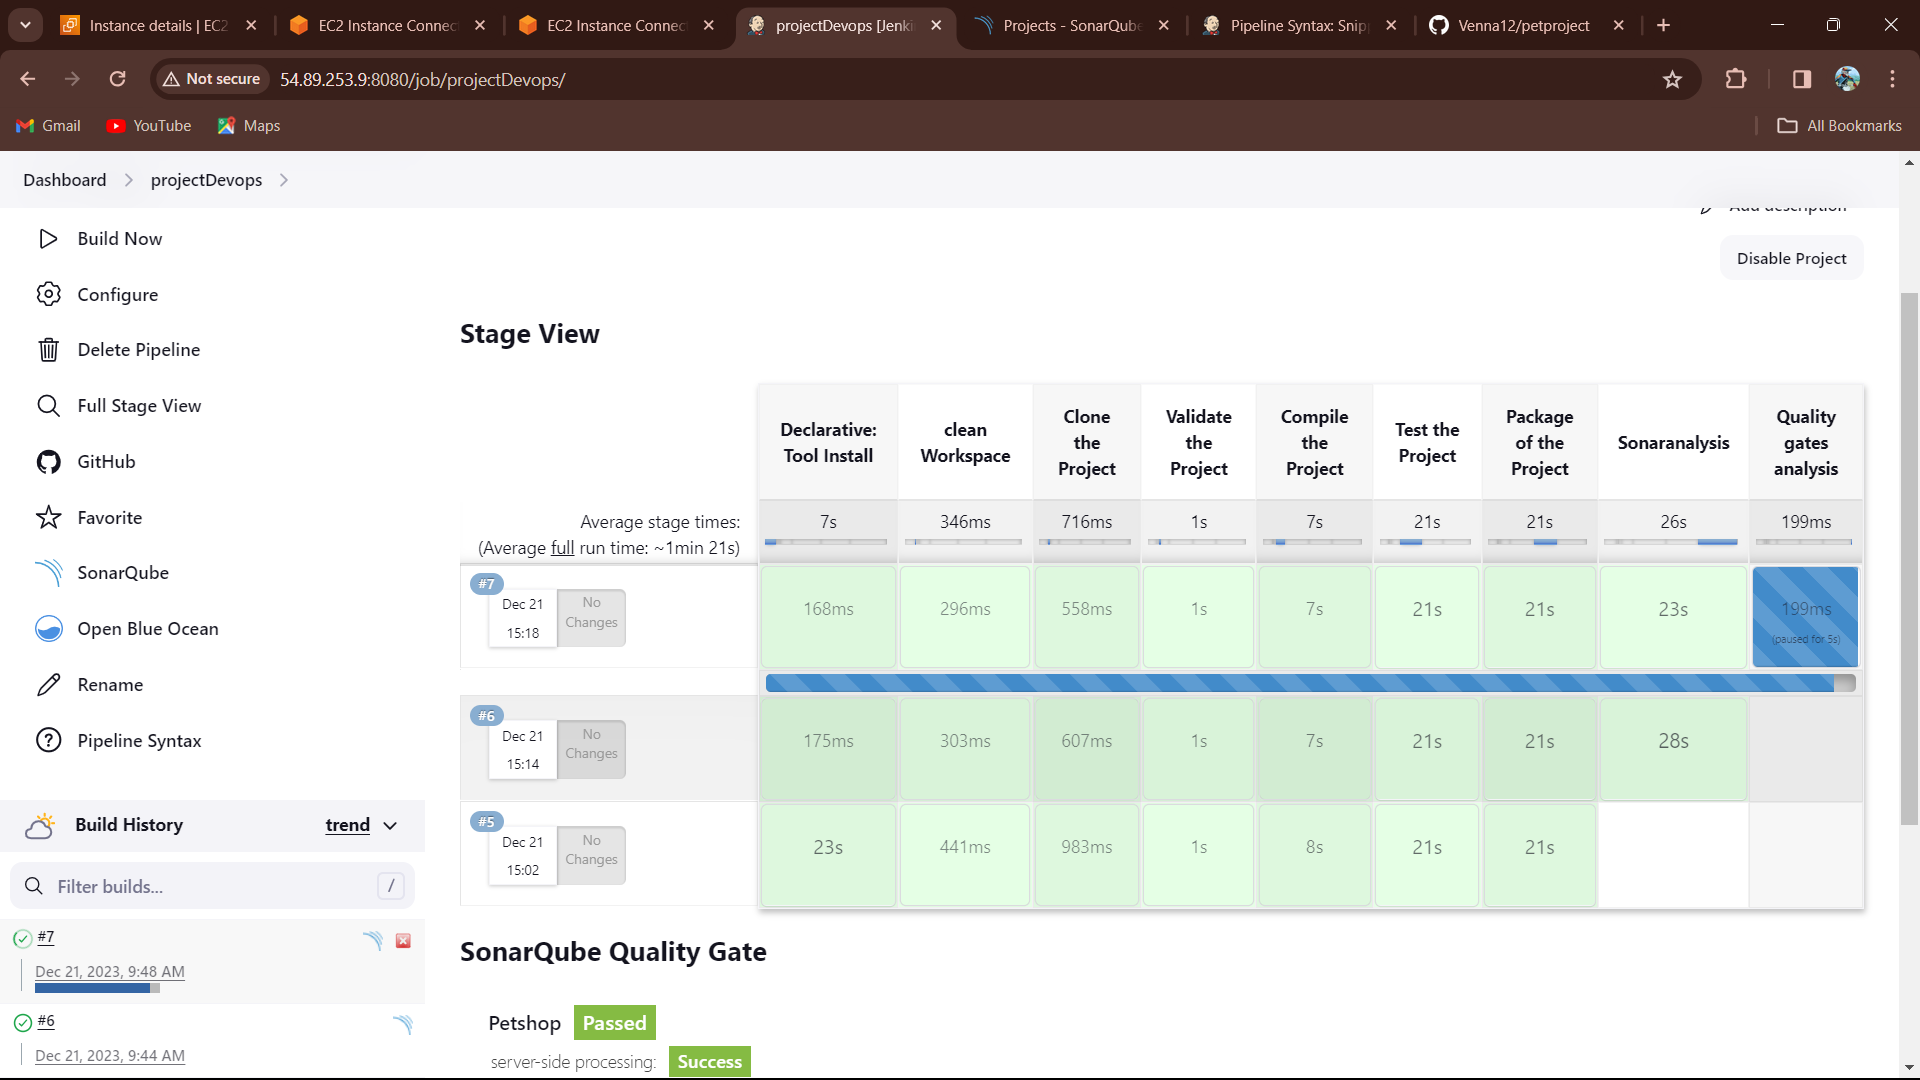 Instance details | EC2
EC2 Instance Connec
EC2 Instance Connec
projectDevops [Jenki
Projects - SonarQube
Pipeline Syntax: Snip
Venna12/petproject
Not secure
54.89.253.9:8080/job/projectDevops/
Gmail
YouTube
Maps
All Bookmarks
Dashboard
projectDevops
Add description
Build Now
Configure
Delete Pipeline
Full Stage View
GitHub
Favorite
SonarQube
Open Blue Ocean
Rename
Pipeline Syntax
Build History
trend
Filter builds...
/
#7
Dec 21, 2023, 9:48 AM
#6
Dec 21, 2023, 9:44 AM
Disable Project
Stage View
Declarative:
Tool Install
clean
Workspace
Clone
the
Project
Validate
the
Project
Compile
the
Project
Test the
Project
Package
of the
Project
Sonaranalysis
Quality
gates
analysis
Average stage times:
(Average full run time: ~1min 21s)
7s
346ms
716ms
1s
7s
21s
21s
26s
199ms
#7
Dec 21
15:18
No
Changes
168ms
296ms
558ms
1s
7s
21s
21s
23s
199ms
(paused for 5s)
#6
Dec 21
15:14
No
Changes
175ms
303ms
607ms
1s
7s
21s
21s
28s
#5
Dec 21
15:02
No
Changes
23s
441ms
983ms
1s
8s
21s
21s
SonarQube Quality Gate
Petshop Passed
server-side processing: Success